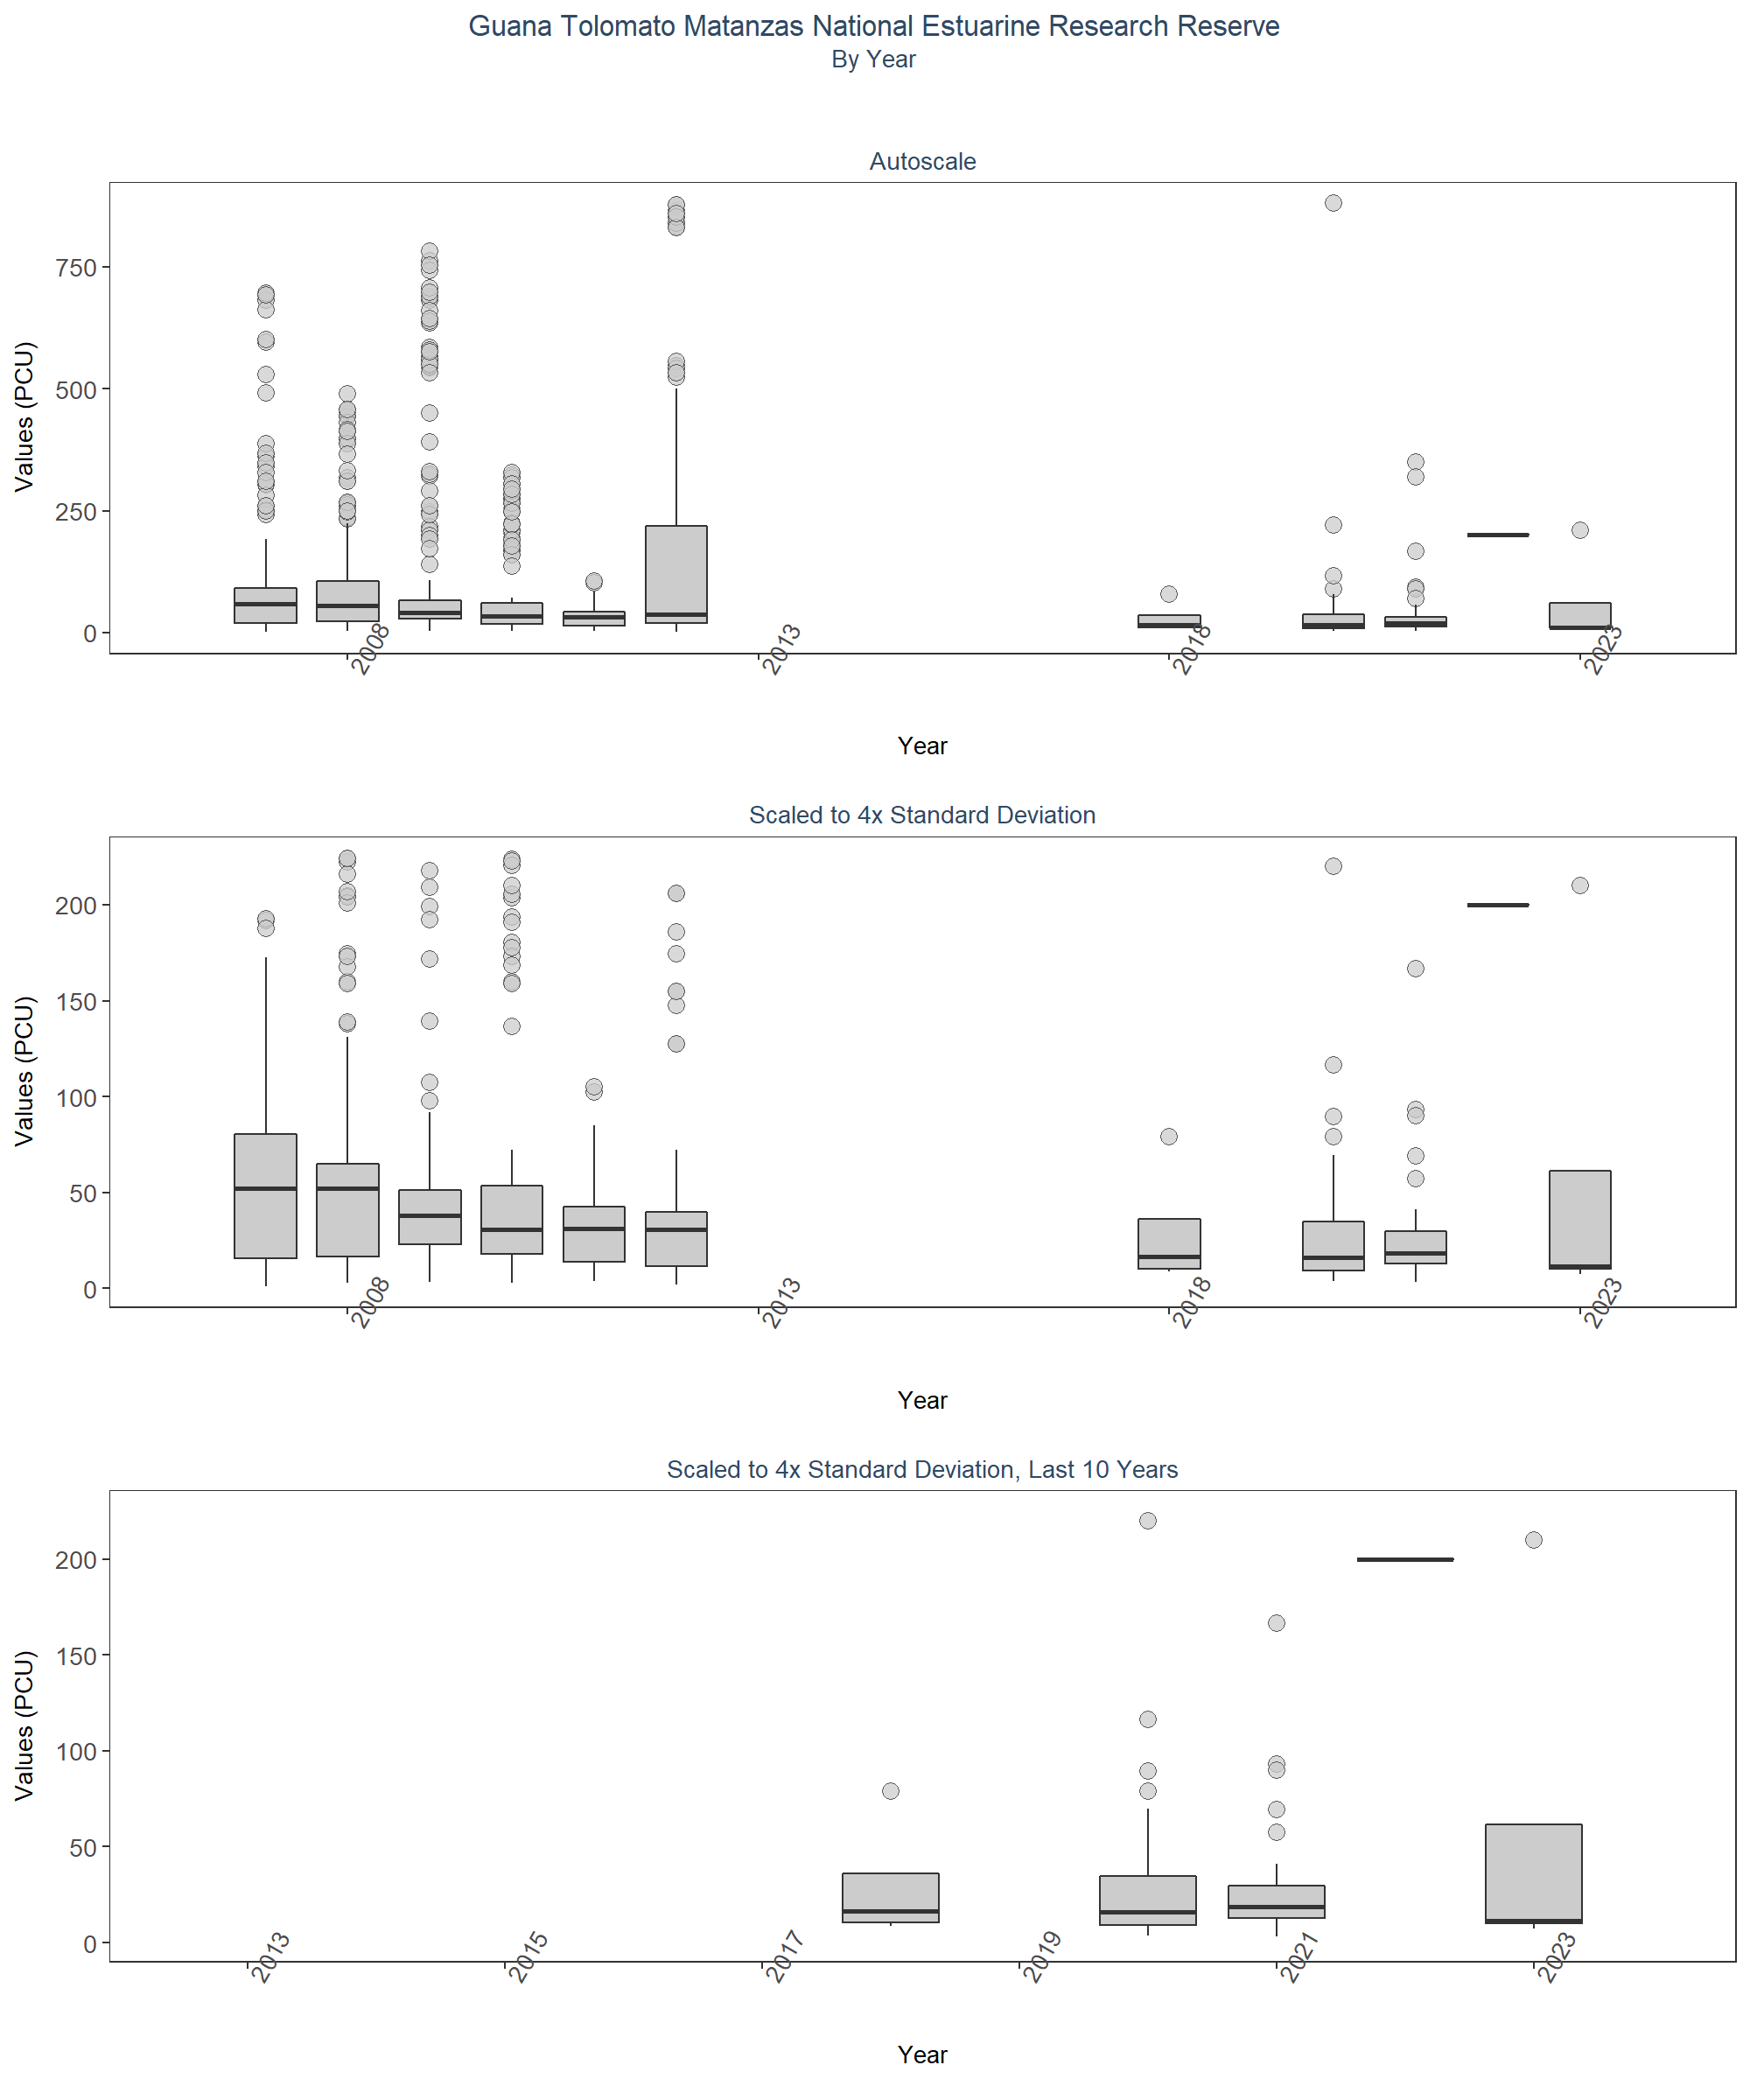 Guana Tolomato Matanzas National Estuarine Research Reserve
By Year
Autoscale
Values (PCU)
750
500
250
0
2008
2013
2018
2023
Year
Scaled to 4x Standard Deviation
Values (PCU)
200
150
100
50
0
2008
2013
2018
2023
Year
Scaled to 4x Standard Deviation, Last 10 Years
Values (PCU)
200
150
100
50
0
2013
2015
2017
2019
2021
2023
Year